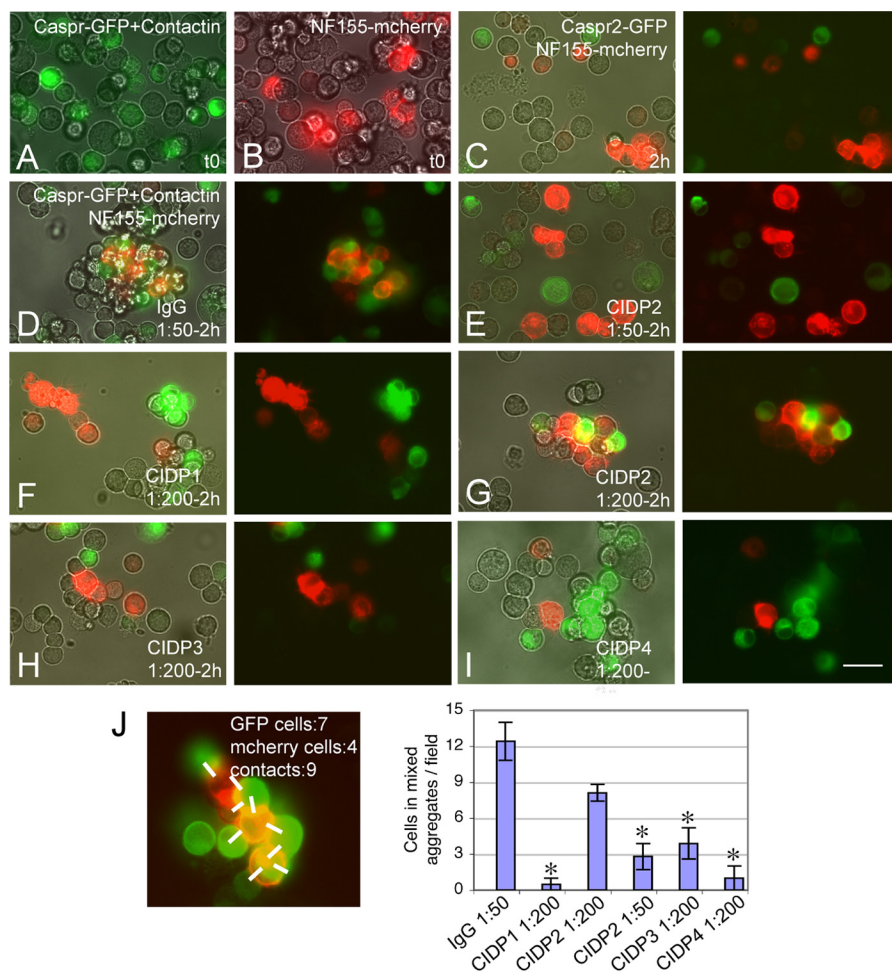 Caspr-GFP+Contactin
A
t0
NF155-mcherry
B
t0
Caspr2-GFP
NF155-mcherry
C
2h
Caspr-GFP+Contactin
NF155-mcherry
D
IgG
1:50-2h
E
CIDP2
1:50-2h
F
CIDP1
1:200-2h
G
CIDP2
1:200-2h
H
CIDP3
1:200-2h
I
CIDP4
1:200-
J
GFP cells:7
mcherry cells:4
contacts:9
Cells in mixed
aggregates / field
15
12
9
6
3
0
*
*
*
*
IgG 1:50
CIDP1 1:200
CIDP2 1:200
CIDP2 1:50
CIDP3 1:200
CIDP4 1:200